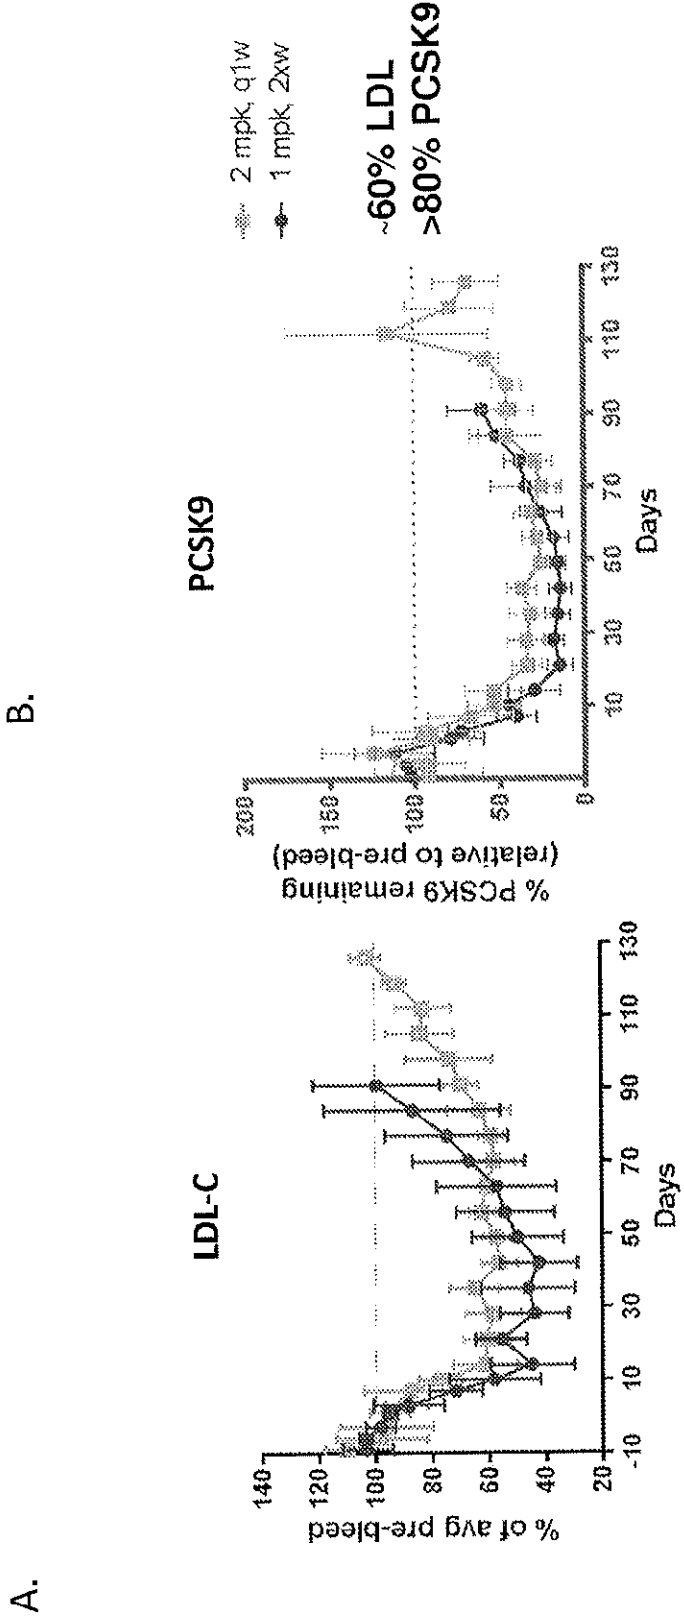 A.
LDL-C
% of avg pre-bleed
140
120
100
80
60
40
20
-10
10
30
50
70
90
110
130
Days
B.
PCSK9
% PCSK9 remaining
(relative to pre-bleed)
200
150
100
50
0
10
30
50
70
90
110
130
Days
2 mpk, q1w
1 mpk, 2xw
~60% LDL
>80% PCSK9